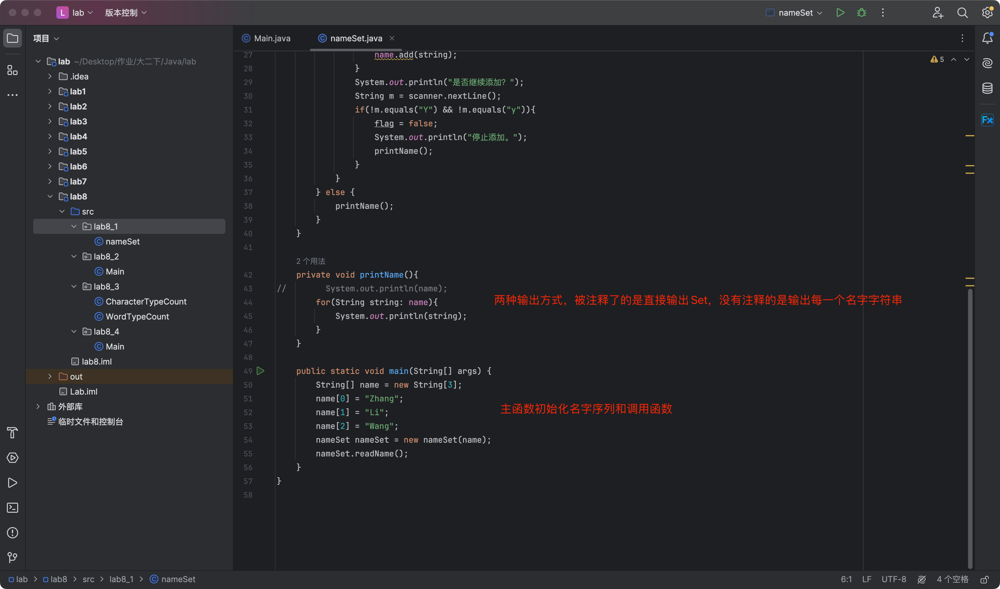 L lab 版本控制 nameSet
项目
Main.java nameSet.java
lab ~/Desktop/作业/大二下/Java/lab
.idea
lab1
lab2
lab3
lab4
lab5
lab6
lab7
lab8
src
lab8_1
nameSet
lab8_2
Main
lab8_3
CharacterTypeCount
WordTypeCount
lab8_4
Main
lab8.iml
out
Lab.iml
外部库
临时文件和控制台
5
27 name.add(string);
28 }
29 System.out.println("是否继续添加？");
30 String m = scanner.nextLine();
31 if(!m.equals("Y") && !m.equals("y")){
32 flag = false;
33 System.out.println("停止添加。");
34 printName();
35 }
36 }
37 } else {
38 printName();
39 }
40 }
41
2 个用法
42 private void printName(){
43 // System.out.println(name);
44 for(String string: name){
两种输出方式，被注释了的是直接输出 Set，没有注释的是输出每一个名字字符串
45 System.out.println(string);
46 }
47 }
48
49 public static void main(String[] args) {
50 String[] name = new String[3];
51 name[0] = "Zhang";
52 name[1] = "Li";
主函数初始化名字序列和调用函数
53 name[2] = "Wang";
54 nameSet nameSet = new nameSet(name);
55 nameSet.readName();
56 }
57 }
58
Fx
lab > lab8 > src > lab8_1 > nameSet 6:1 LF UTF-8 4 个空格